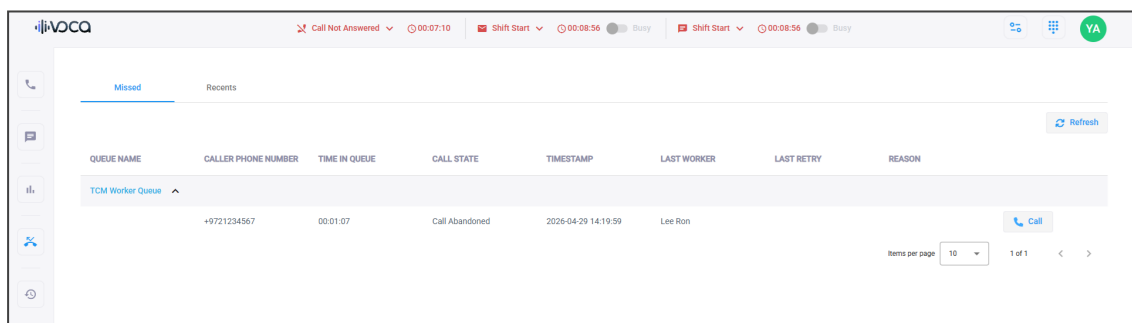 VOCA
Call Not Answered 00:07:10 Shift Start 00:08:56 Busy Shift Start 00:08:56 Busy YA
Missed Recents
Refresh
QUEUE NAME CALLER PHONE NUMBER TIME IN QUEUE CALL STATE TIMESTAMP LAST WORKER LAST RETRY REASON
TCM Worker Queue
+9721234567 00:01:07 Call Abandoned 2026-04-29 14:19:59 Lee Ron Call
Items per page 10 1 of 1